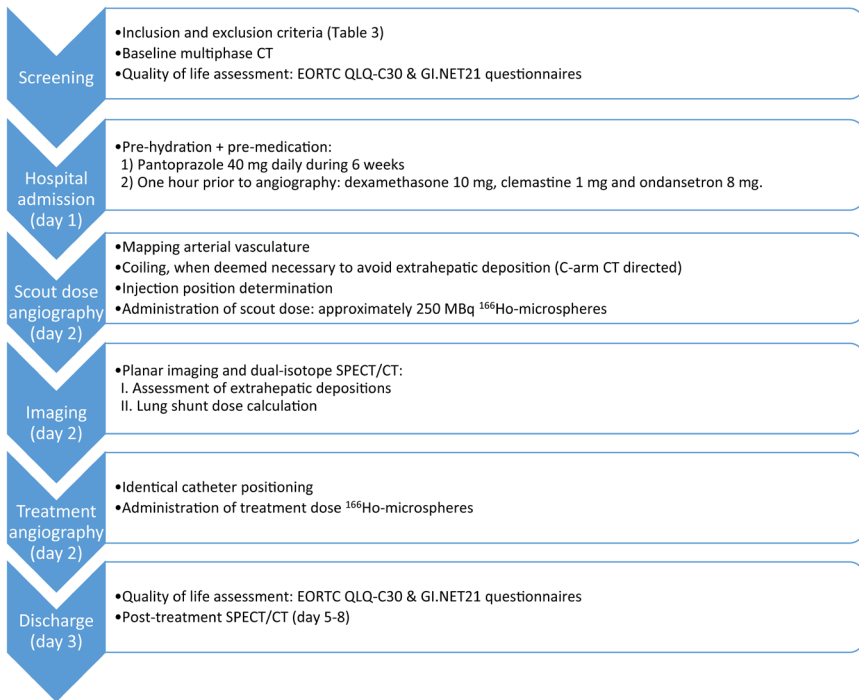 Screening
•Inclusion and exclusion criteria (Table 3)
•Baseline multiphase CT
•Quality of life assessment: EORTC QLQ-C30 & GI.NET21 questionnaires
Hospital
admission
(day 1)
•Pre-hydration + pre-medication:
1) Pantoprazole 40 mg daily during 6 weeks
2) One hour prior to angiography: dexamethasone 10 mg, clemastine 1 mg and ondansetron 8 mg.
Scout dose
angiography
(day 2)
•Mapping arterial vasculature
•Coiling, when deemed necessary to avoid extrahepatic deposition (C-arm CT directed)
•Injection position determination
•Administration of scout dose: approximately 250 MBq ¹⁶⁶Ho-microspheres
Imaging
(day 2)
•Planar imaging and dual-isotope SPECT/CT:
I. Assessment of extrahepatic depositions
II. Lung shunt dose calculation
Treatment
angiography
(day 2)
•Identical catheter positioning
•Administration of treatment dose ¹⁶⁶Ho-microspheres
Discharge
(day 3)
•Quality of life assessment: EORTC QLQ-C30 & GI.NET21 questionnaires
•Post-treatment SPECT/CT (day 5-8)